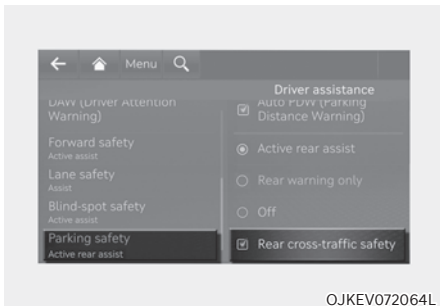 Menu
Driver assistance
DAW (Driver Attention
Warning)
Forward safety
Active assist
Lane safety
Assist
Blind-spot safety
Active assist
Parking safety
Active rear assist
Auto PDW (Parking
Distance Warning)
Active rear assist
Rear warning only
Off
Rear cross-traffic safety
OJKEV072064L